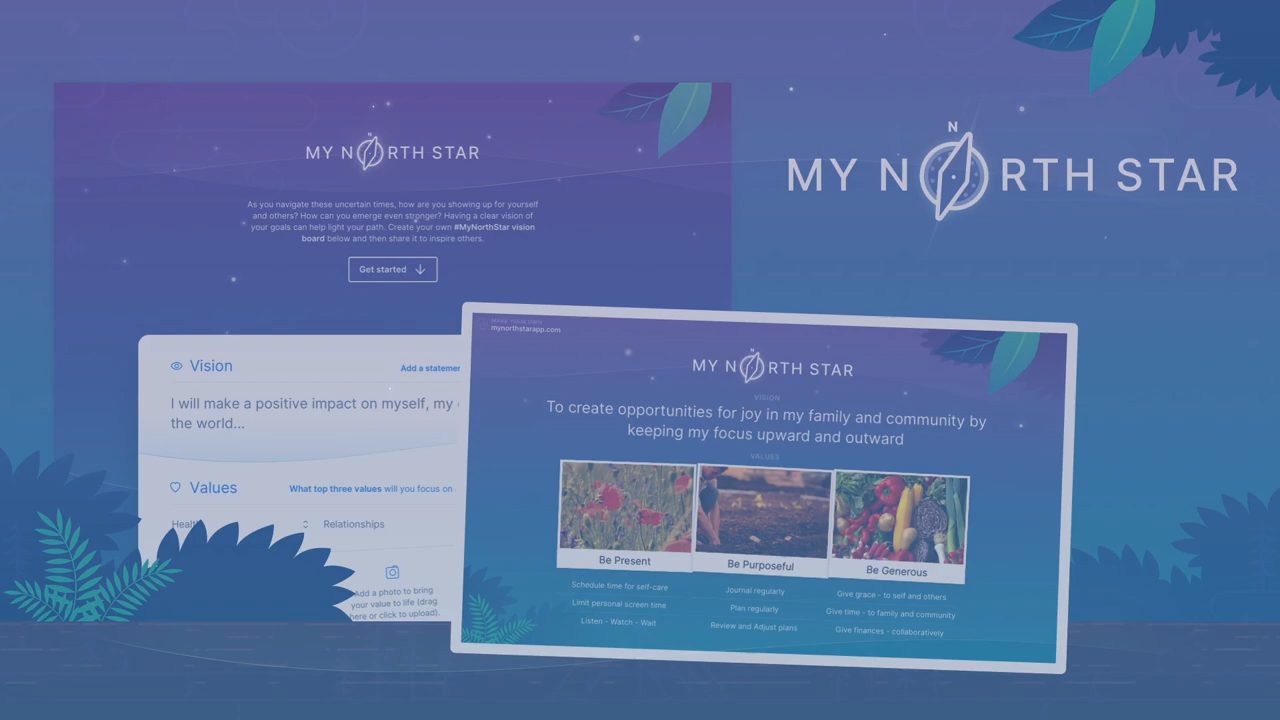 MY NORTH STAR
As you navigate these uncertain times, how are you showing up for yourself
and others? How can you emerge even stronger? Having a clear vision of
your goals can help light your path. Create your own #MyNorthStar vision
board below and then share it to inspire others.
Get started
N
MY NORTH STAR
Vision
Add a statemen
I will make a positive impact on myself, my
the world...
Values
What top three values will you focus on
Health
Relationships
Add a photo to bring
your value to life (drag
here or click to upload).
MAKE YOUR OWN
mynorthstarapp.com
MY NORTH STAR
VISION
To create opportunities for joy in my family and community by
keeping my focus upward and outward
VALUES
Be Present
Schedule time for self-care
Limit personal screen time
Listen - Watch - Wait
Be Purposeful
Journal regularly
Plan regularly
Review and Adjust plans
Be Generous
Give grace - to self and others
Give time - to family and community
Give finances - collaboratively